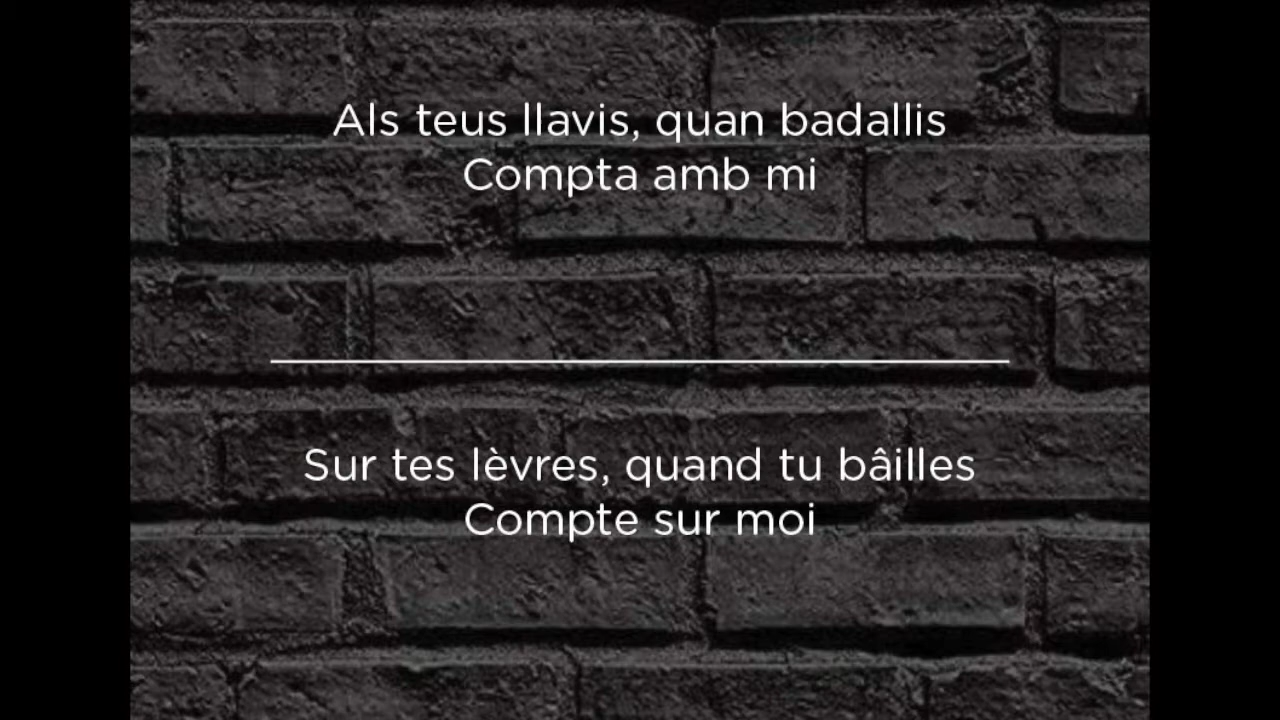 Als teus llavis, quan badallis
Compta amb mi
Sur tes lèvres, quand tu bâilles
Compte sur moi